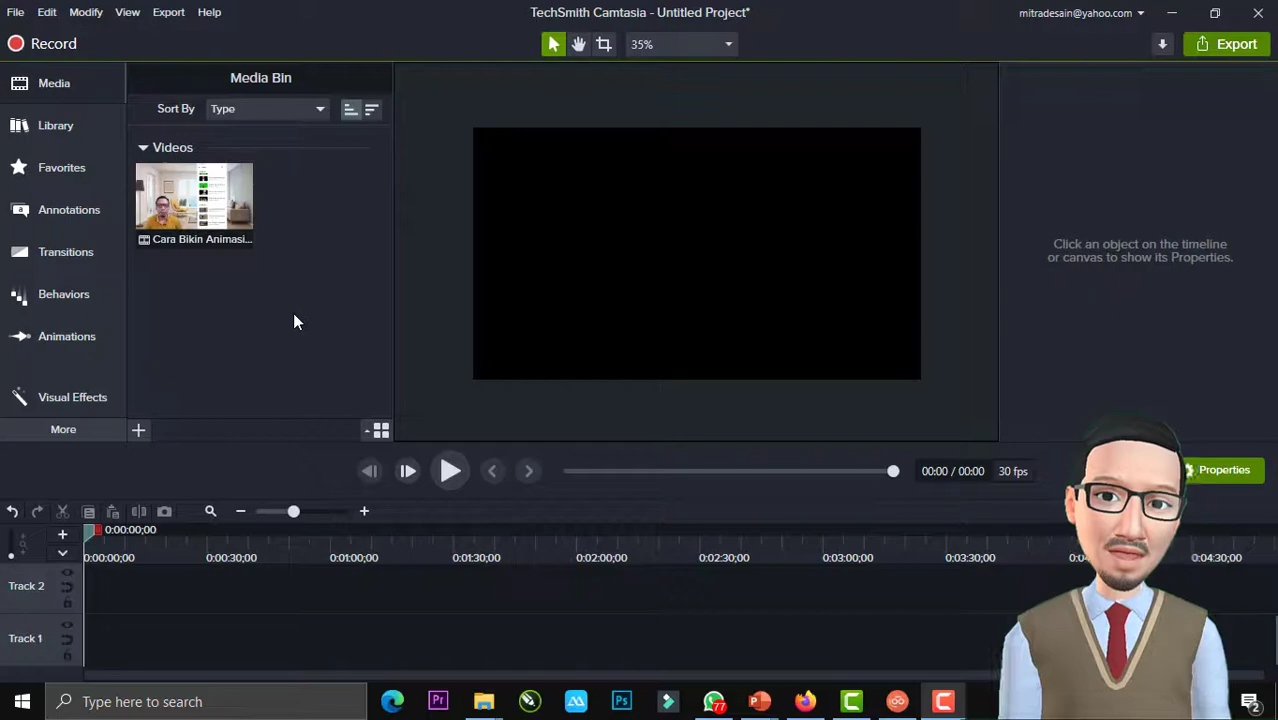 File Edit Modify View Export Help
TechSmith Camtasia - Untitled Project*
mitradesain@yahoo.com
Record
35%
Export
Media
Library
Favorites
Annotations
Transitions
Behaviors
Animations
Visual Effects
More
Media Bin
Sort By Type
Videos
Cara Bikin Animasi...
Click an object on the timeline
or canvas to show its Properties.
00:00 / 00:00 30 fps
Properties
0:00:00;00
0:00:00;00 0:00:30;00 0:01:00;00 0:01:30;00 0:02:00;00 0:02:30;00 0:03:00;00 0:03:30;00 0:04:30;00
Track 2
Track 1
Type here to search
Pr
Ps
77
2